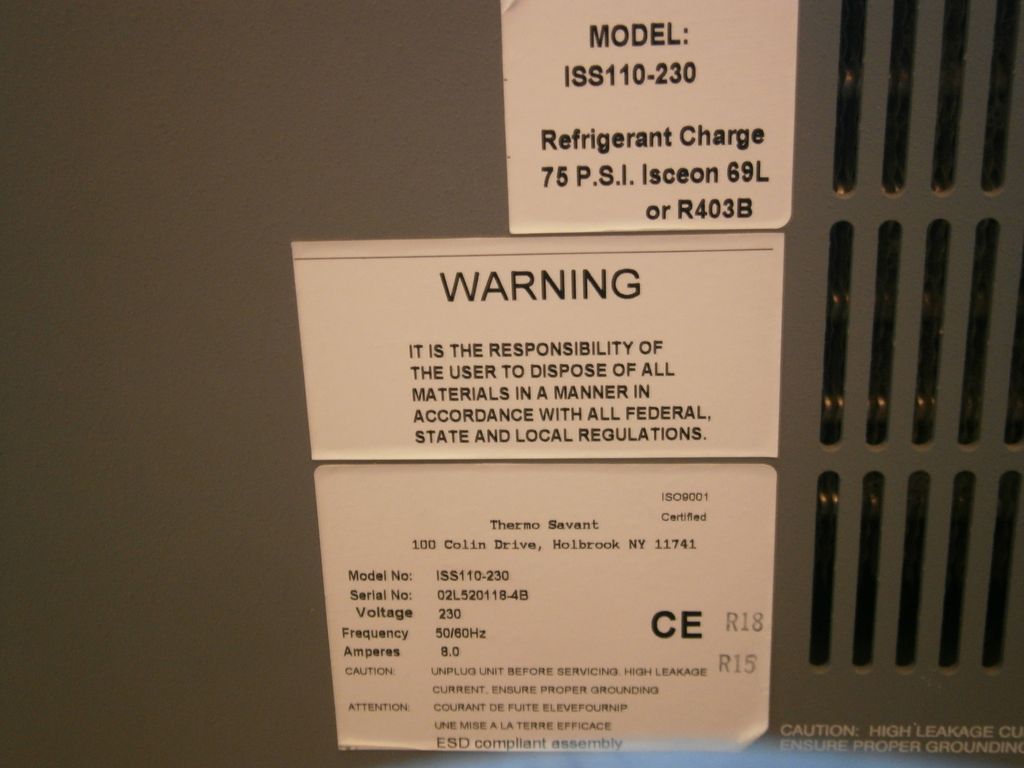 MODEL:
ISS110-230
Refrigerant Charge
75 P.S.I. Isceon 69L
or R403B
WARNING
IT IS THE RESPONSIBILITY OF
THE USER TO DISPOSE OF ALL
MATERIALS IN A MANNER IN
ACCORDANCE WITH ALL FEDERAL,
STATE AND LOCAL REGULATIONS.
ISO9001
Certified
Thermo Savant
100 Colin Drive, Holbrook NY 11741
Model No: ISS110-230
Serial No: 02L520118-4B
Voltage 230
Frequency 50/60Hz
Amperes 8.0
CE R18
R15
CAUTION: UNPLUG UNIT BEFORE SERVICING. HIGH LEAKAGE
CURRENT. ENSURE PROPER GROUNDING
ATTENTION: COURANT DE FUITE ELEVEFOURNIP
UNE MISE A LA TERRE EFFICACE
ESD compliant assembly
CAUTION: HIGH LEAKAGE CU
ENSURE PROPER GROUNDING